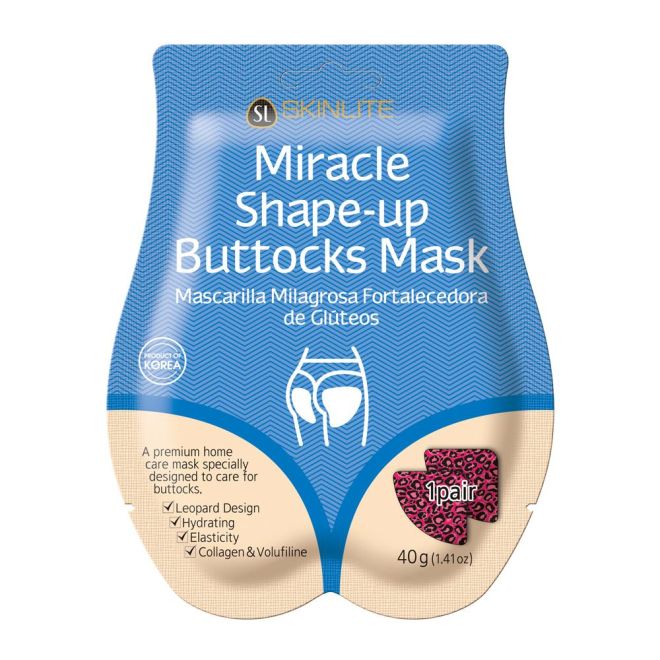 SL SKINLITE
Miracle
Shape-up
Buttocks Mask
Mascarilla Milagrosa Fortalecedora
de Glúteos
PRODUCT OF
KOREA
A premium home
care mask specially
designed to care for
buttocks.
Leopard Design
Hydrating
Elasticity
Collagen & Volufiline
1pair
40g (1.41oz)